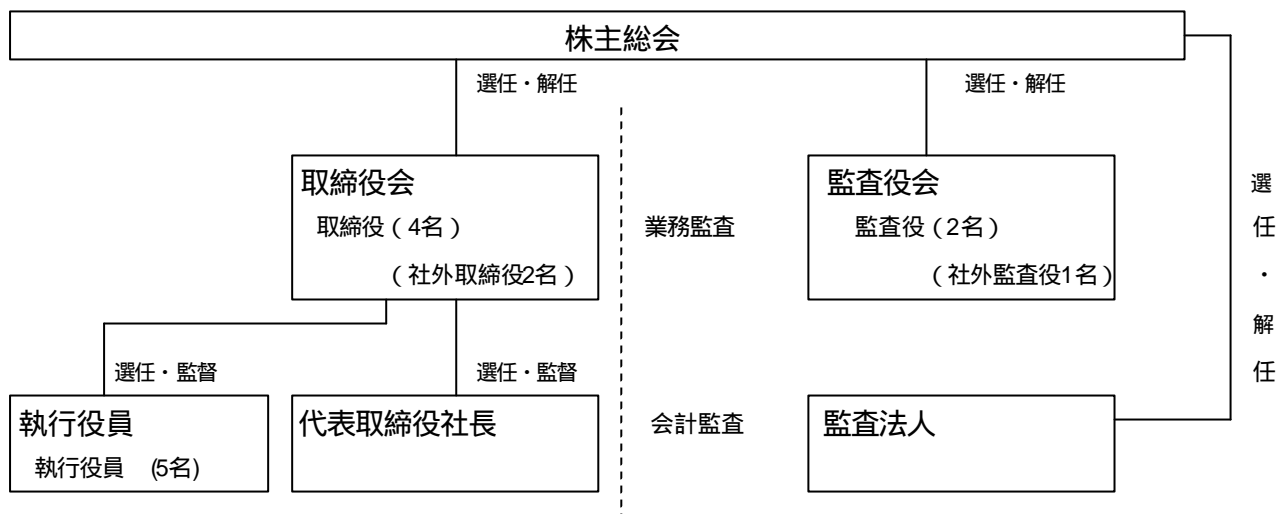 株主総会
選任・解任
選任・解任
取締役会
取締役(4名)
(社外取締役2名)
業務監査
監査役会
監査役(2名)
(社外監査役1名)
選任・解任
選任・監督
選任・監督
執行役員
執行役員 (5名)
代表取締役社長
会計監査
監査法人